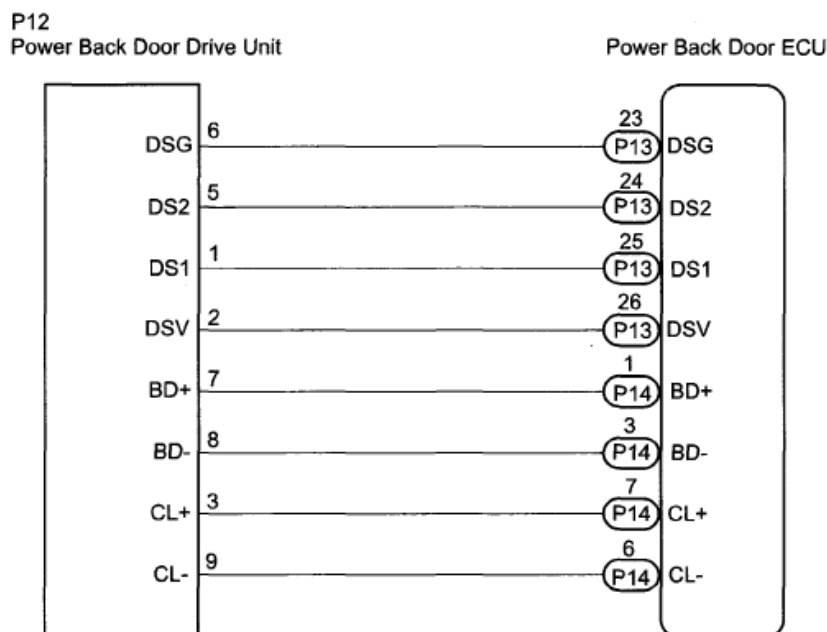 P12
Power Back Door Drive Unit
Power Back Door ECU
DSG 6 23 P13 DSG
DS2 5 24 P13 DS2
DS1 1 25 P13 DS1
DSV 2 26 P13 DSV
BD+ 7 1 P14 BD+
BD- 8 3 P14 BD-
CL+ 3 7 P14 CL+
CL- 9 6 P14 CL-